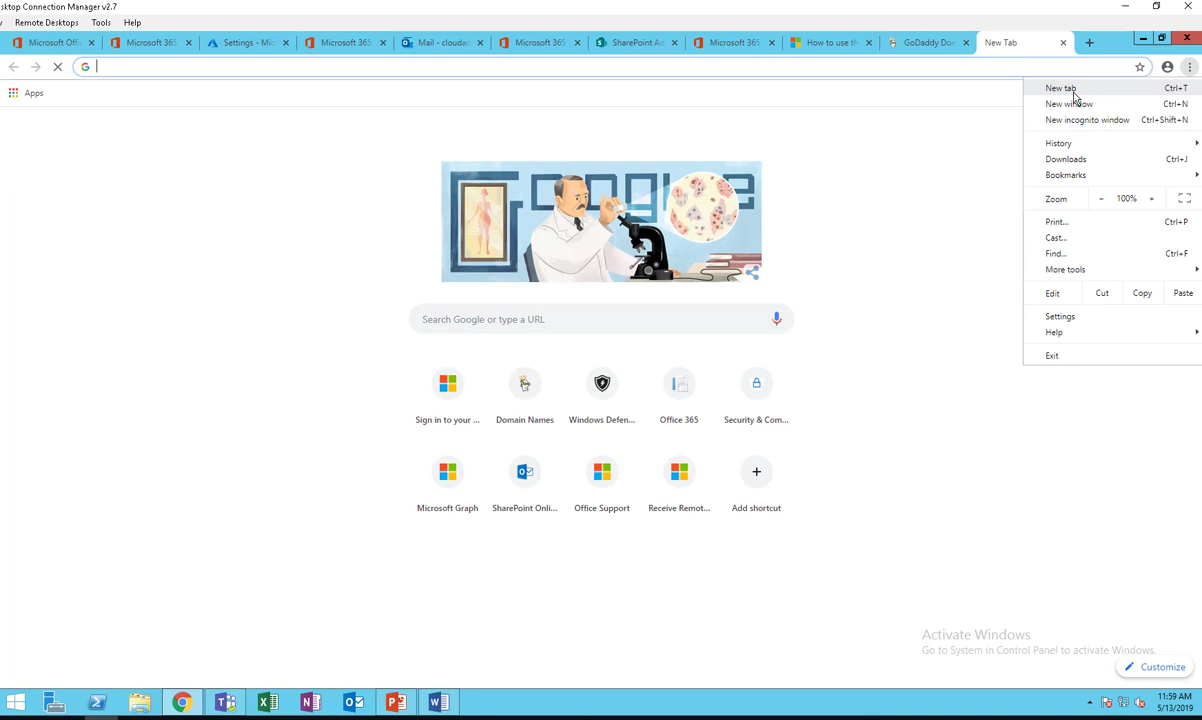 sktop Connection Manager v2.7
Remote Desktops Tools Help
Microsoft Offi Microsoft 365 Settings - Mic Microsoft 365 Mail - cloudad Microsoft 365 SharePoint Ad Microsoft 365 How to use th GoDaddy Dom New Tab
Apps
New tab Ctrl+T
New window Ctrl+N
New incognito window Ctrl+Shift+N
History
Downloads Ctrl+J
Bookmarks
Zoom - 100% +
Print... Ctrl+P
Cast...
Find... Ctrl+F
More tools
Edit Cut Copy Paste
Settings
Help
Exit
Google
Search Google or type a URL
Sign in to your ... Domain Names Windows Defen... Office 365 Security & Com...
Microsoft Graph SharePoint Onli... Office Support Receive Remot... Add shortcut
Activate Windows
Go to System in Control Panel to activate Windows.
Customize
11:59 AM
5/13/2019